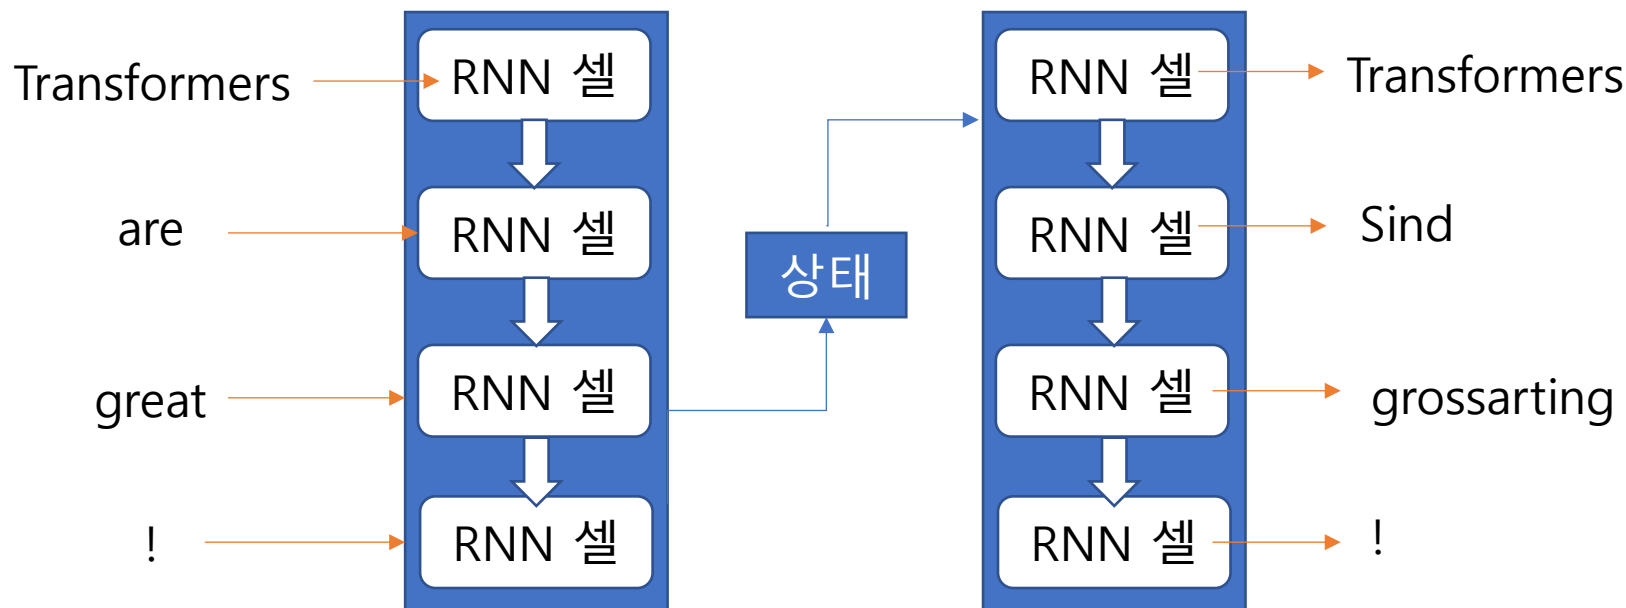 Transformers
RNN 셀
RNN 셀
Transformers
are
RNN 셀
RNN 셀
Sind
상태
great
RNN 셀
RNN 셀
grossarting
!
RNN 셀
RNN 셀
!